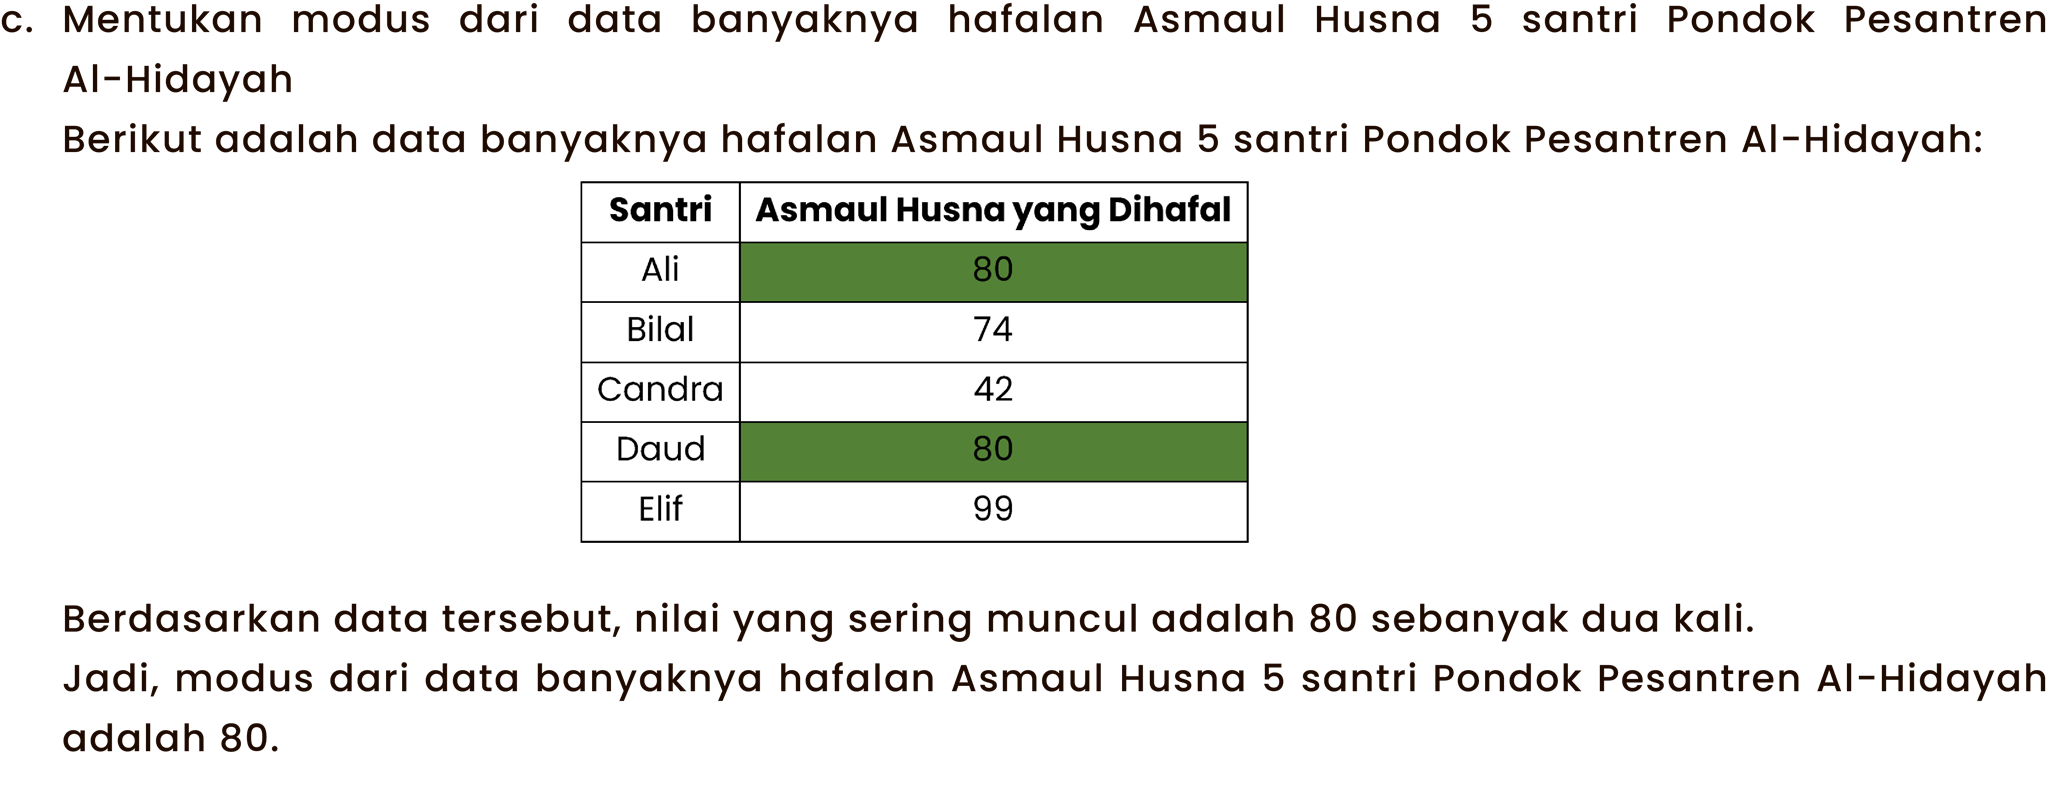 c. Mentukan modus dari data banyaknya hafalan Asmaul Husna 5 santri Pondok Pesantren
Al-Hidayah
Berikut adalah data banyaknya hafalan Asmaul Husna 5 santri Pondok Pesantren Al-Hidayah:
Santri Asmaul Husna yang Dihafal
Ali 80
Bilal 74
Candra 42
Daud 80
Elif 99
Berdasarkan data tersebut, nilai yang sering muncul adalah 80 sebanyak dua kali.
Jadi, modus dari data banyaknya hafalan Asmaul Husna 5 santri Pondok Pesantren Al-Hidayah
adalah 80.